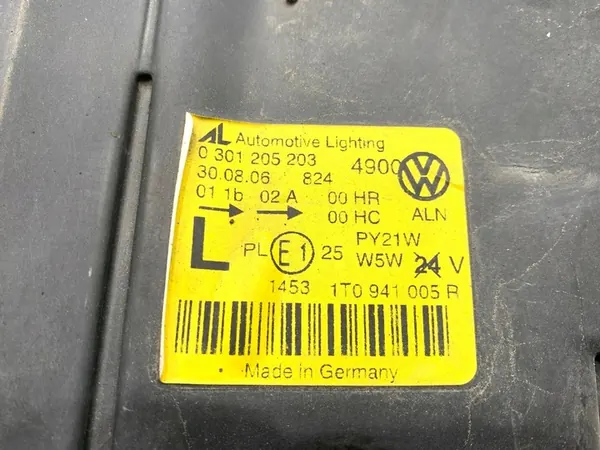 AL Automotive Lighting
0 301 205 203 4900
30.08.06 824
01 1b 02 A 00 HR
00 HC ALN
L PL E1 25 PY21W
W5W 24 V
1453 1T0 941 005 R
Made in Germany